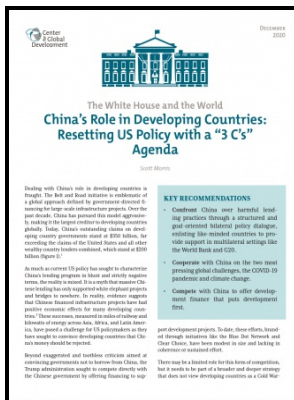 Center
for Global
Development
DECEMBER
2020
The White House and the World
China's Role in Developing Countries:
Resetting US Policy with a "3 C's"
Agenda
Scott Morris
Dealing with China's role in developing countries is
fraught. The Belt and Road Initiative is emblematic of
a global approach defined by government-directed fi-
nancing for large-scale infrastructure projects. Over the
past decade, China has pursued this model aggressive-
ly, making it the largest creditor to developing countries
globally. Today, China's outstanding claims on devel-
oping country governments stand at $350 billion, far
exceeding the claims of the United States and all other
wealthy country lenders combined, which stand at $200
billion (figure 1).¹
As much as current US policy has sought to characterize
China's lending program in blunt and strictly negative
terms, the reality is mixed. It is a myth that massive Chi-
nese lending has only supported white elephant projects
and bridges to nowhere. In reality, evidence suggests
that Chinese financed infrastructure projects have had
positive economic effects for many developing coun-
tries.² These successes, measured in miles of railway and
kilowatts of energy across Asia, Africa, and Latin Amer-
ica, have posed a challenge for US policymakers as they
have sought to convince developing countries that Chi-
na's money should be rejected.
Beyond exaggerated and toothless criticism aimed at
convincing governments not to borrow from China, the
Trump administration sought to compete directly with
the Chinese government by offering financing to sup-
KEY RECOMMENDATIONS
• Confront China over harmful lend-
ing practices through a structured and
goal-oriented bilateral policy dialogue,
enlisting like-minded countries to pro-
vide support in multilateral settings like
the World Bank and G20.
• Cooperate with China on the two most
pressing global challenges, the COVID-19
pandemic and climate change.
• Compete with China to offer develop-
ment finance that puts development
first.
port development projects. To date, these efforts, brand-
ed through initiatives like the Blue Dot Network and
Clear Choice, have been modest in size and lacking in
coherence or sustained effort.
There may be a limited role for this form of competition,
but it needs to be part of a broader and deeper strategy
that does not view developing countries as a Cold War-